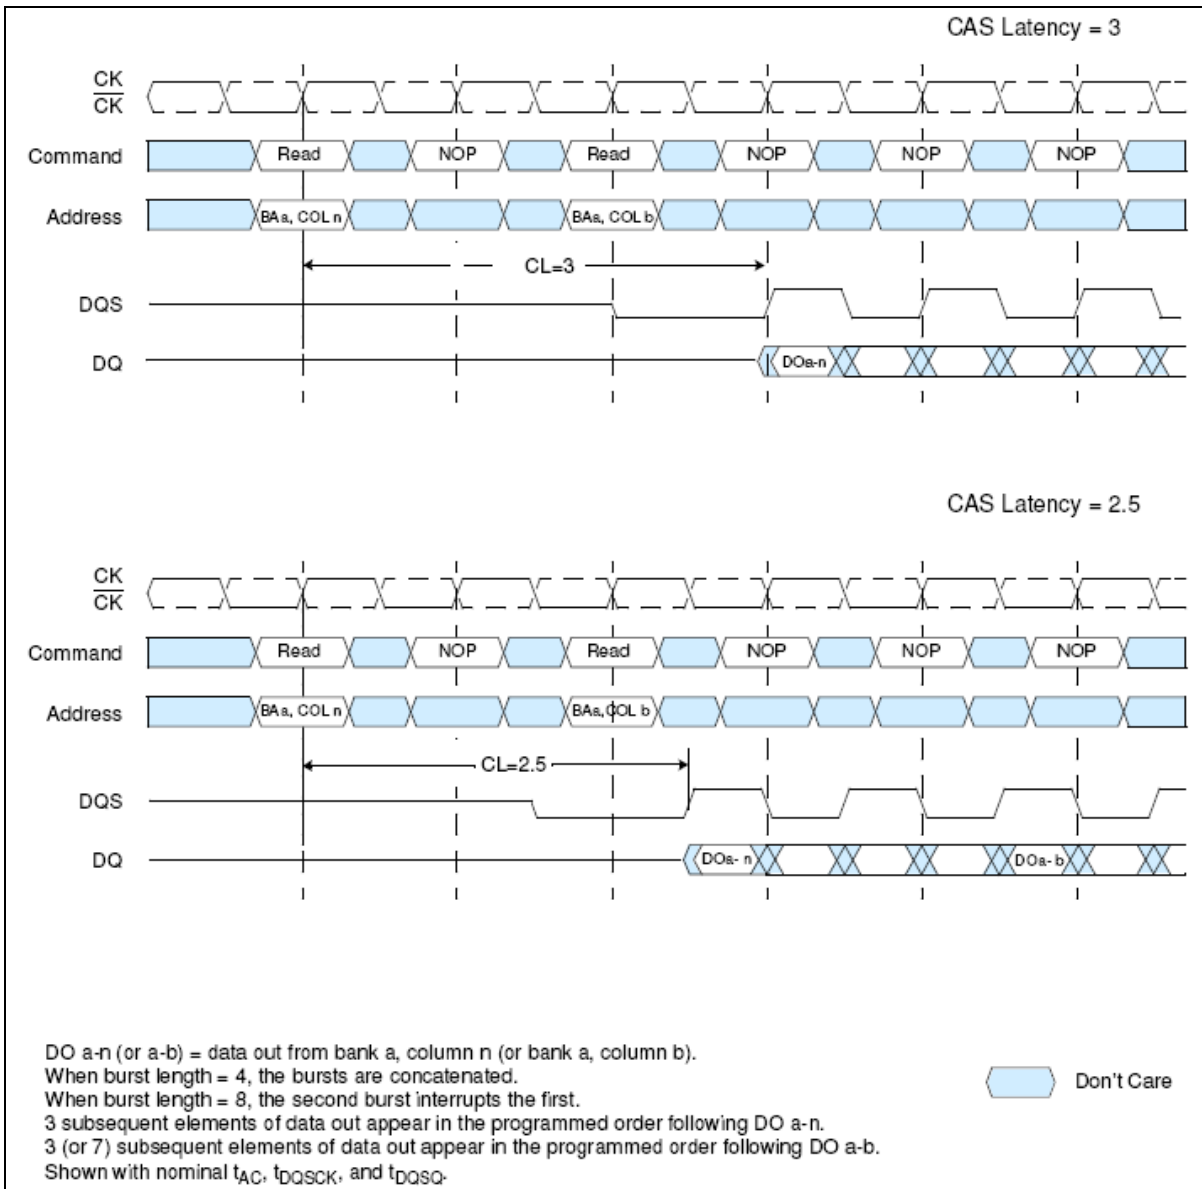 CAS Latency = 3
CK
CK
Command Read NOP Read NOP NOP NOP
Address BAa, COL n BAa, COL b
CL=3
DQS
DQ DOa-n
CAS Latency = 2.5
CK
CK
Command Read NOP Read NOP NOP NOP
Address BAa, COL n BAa, COL b
CL=2.5
DQS
DQ DOa- n DOa- b
DO a-n (or a-b) = data out from bank a, column n (or bank a, column b).
When burst length = 4, the bursts are concatenated.
When burst length = 8, the second burst interrupts the first.
3 subsequent elements of data out appear in the programmed order following DO a-n.
3 (or 7) subsequent elements of data out appear in the programmed order following DO a-b.
Shown with nominal tAC, tDQSCK, and tDQSQ.
Don't Care